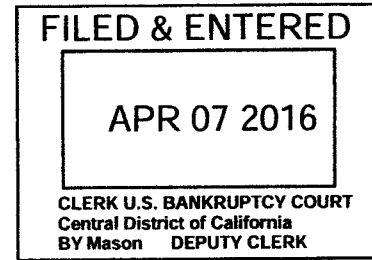 FILED & ENTERED
APR 07 2016
CLERK U.S. BANKRUPTCY COURT
Central District of California
BY Mason DEPUTY CLERK